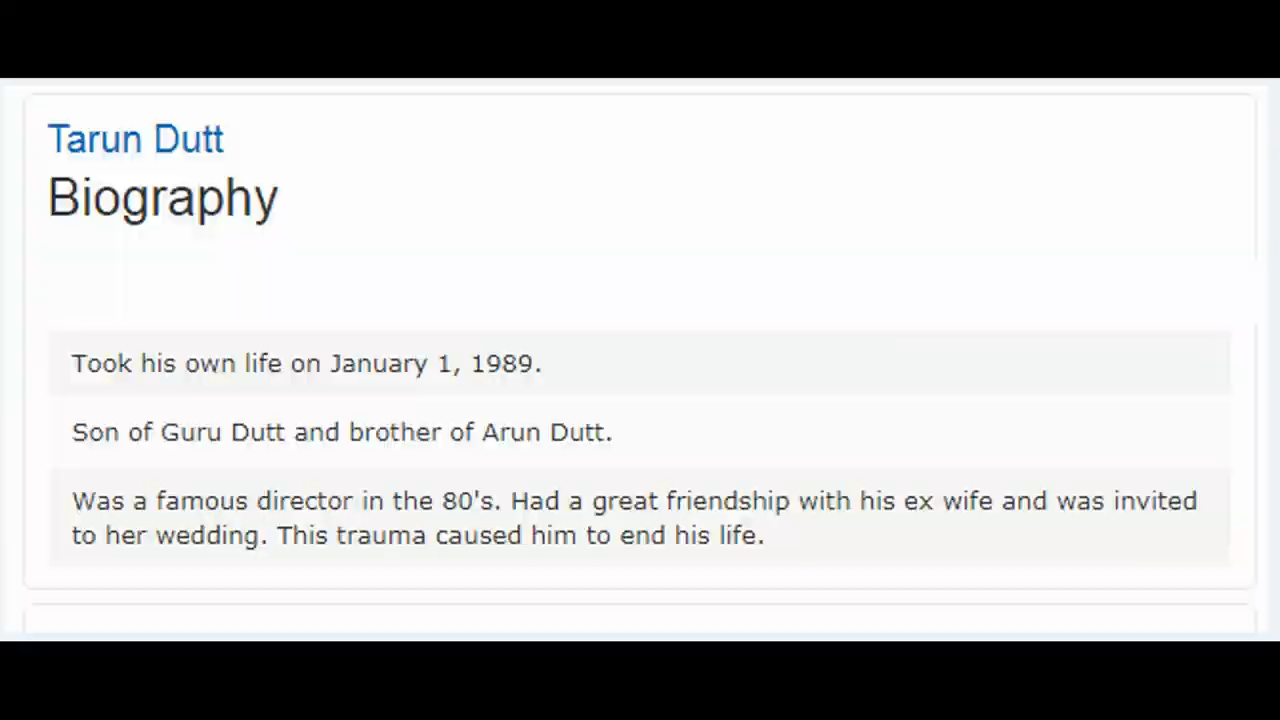 Tarun Dutt
Biography
Took his own life on January 1, 1989.
Son of Guru Dutt and brother of Arun Dutt.
Was a famous director in the 80's. Had a great friendship with his ex wife and was invited
to her wedding. This trauma caused him to end his life.